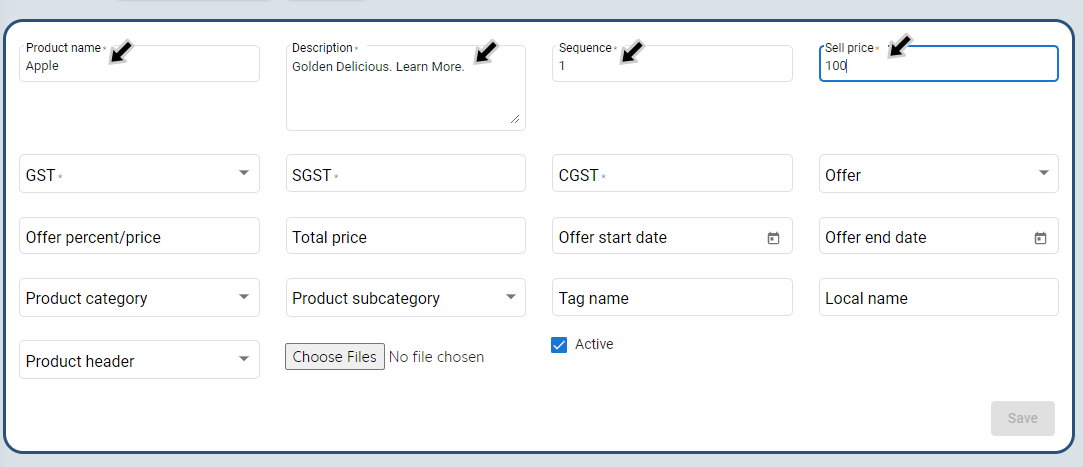 Product name *
Apple
Description *
Golden Delicious. Learn More.
Sequence *
1
Sell price *
100
GST *
SGST *
CGST *
Offer
Offer percent/price
Total price
Offer start date
Offer end date
Product category
Product subcategory
Tag name
Local name
Product header
Choose Files No file chosen
Active
Save